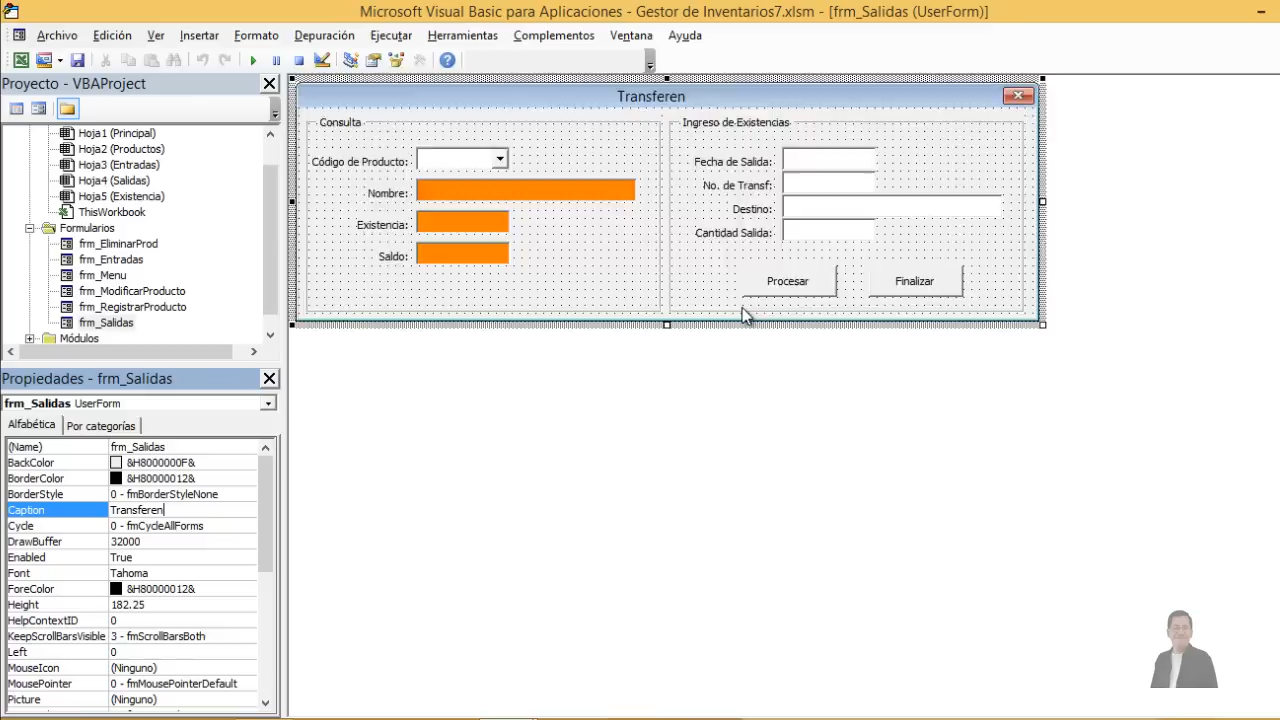 Microsoft Visual Basic para Aplicaciones - Gestor de Inventarios7.xlsm - [frm_Salidas (UserForm)]
Archivo Edición Ver Insertar Formato Depuración Ejecutar Herramientas Complementos Ventana Ayuda
Proyecto - VBAProject
Hoja1 (Principal)
Hoja2 (Productos)
Hoja3 (Entradas)
Hoja4 (Salidas)
Hoja5 (Existencia)
ThisWorkbook
Formularios
frm_EliminarProd
frm_Entradas
frm_Menu
frm_ModificarProducto
frm_RegistrarProducto
frm_Salidas
Módulos
Propiedades - frm_Salidas
frm_Salidas UserForm
Alfabética Por categorías
(Name) frm_Salidas
BackColor &H8000000F&
BorderColor &H80000012&
BorderStyle 0 - fmBorderStyleNone
Caption Transferen
Cycle 0 - fmCycleAllForms
DrawBuffer 32000
Enabled True
Font Tahoma
ForeColor &H80000012&
Height 182.25
HelpContextID 0
KeepScrollBarsVisible 3 - fmScrollBarsBoth
Left 0
MouseIcon (Ninguno)
MousePointer 0 - fmMousePointerDefault
Picture (Ninguno)
Transferen
Consulta
Código de Producto:
Nombre:
Existencia:
Saldo:
Ingreso de Existencias
Fecha de Salida:
No. de Transf:
Destino:
Cantidad Salida:
Procesar Finalizar